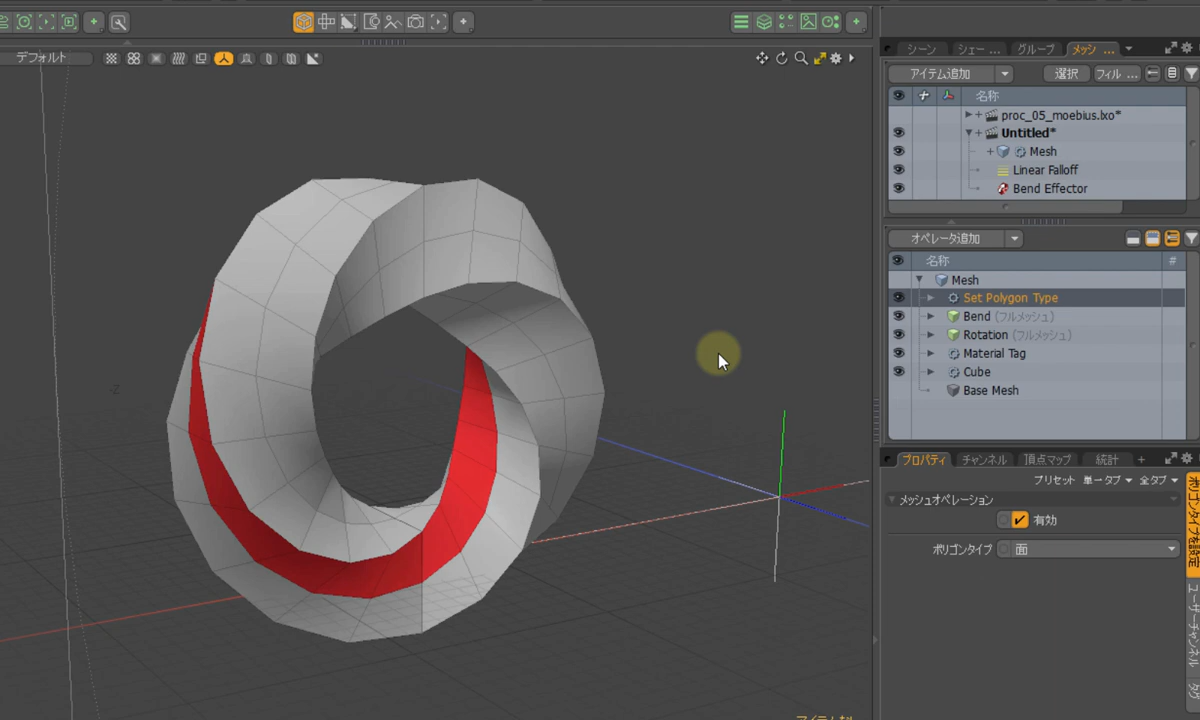 デフォルト
シーン
シェー ...
グループ
メッシ ...
アイテム追加
選択
フィル ...
名称
proc_05_moebius.lxo*
Untitled*
Mesh
Linear Falloff
Bend Effector
オペレータ追加
名称
#
Mesh
Set Polygon Type
Bend (フルメッシュ)
Rotation (フルメッシュ)
Material Tag
Cube
Base Mesh
プロパティ
チャンネル
頂点マップ
統計
+
プリセット
単一タブ
全タブ
メッシュオペレーション
有効
ポリゴンタイプ
面
ポリゴンタイプを設定
ユーザーチャンネル
タグ
-Z